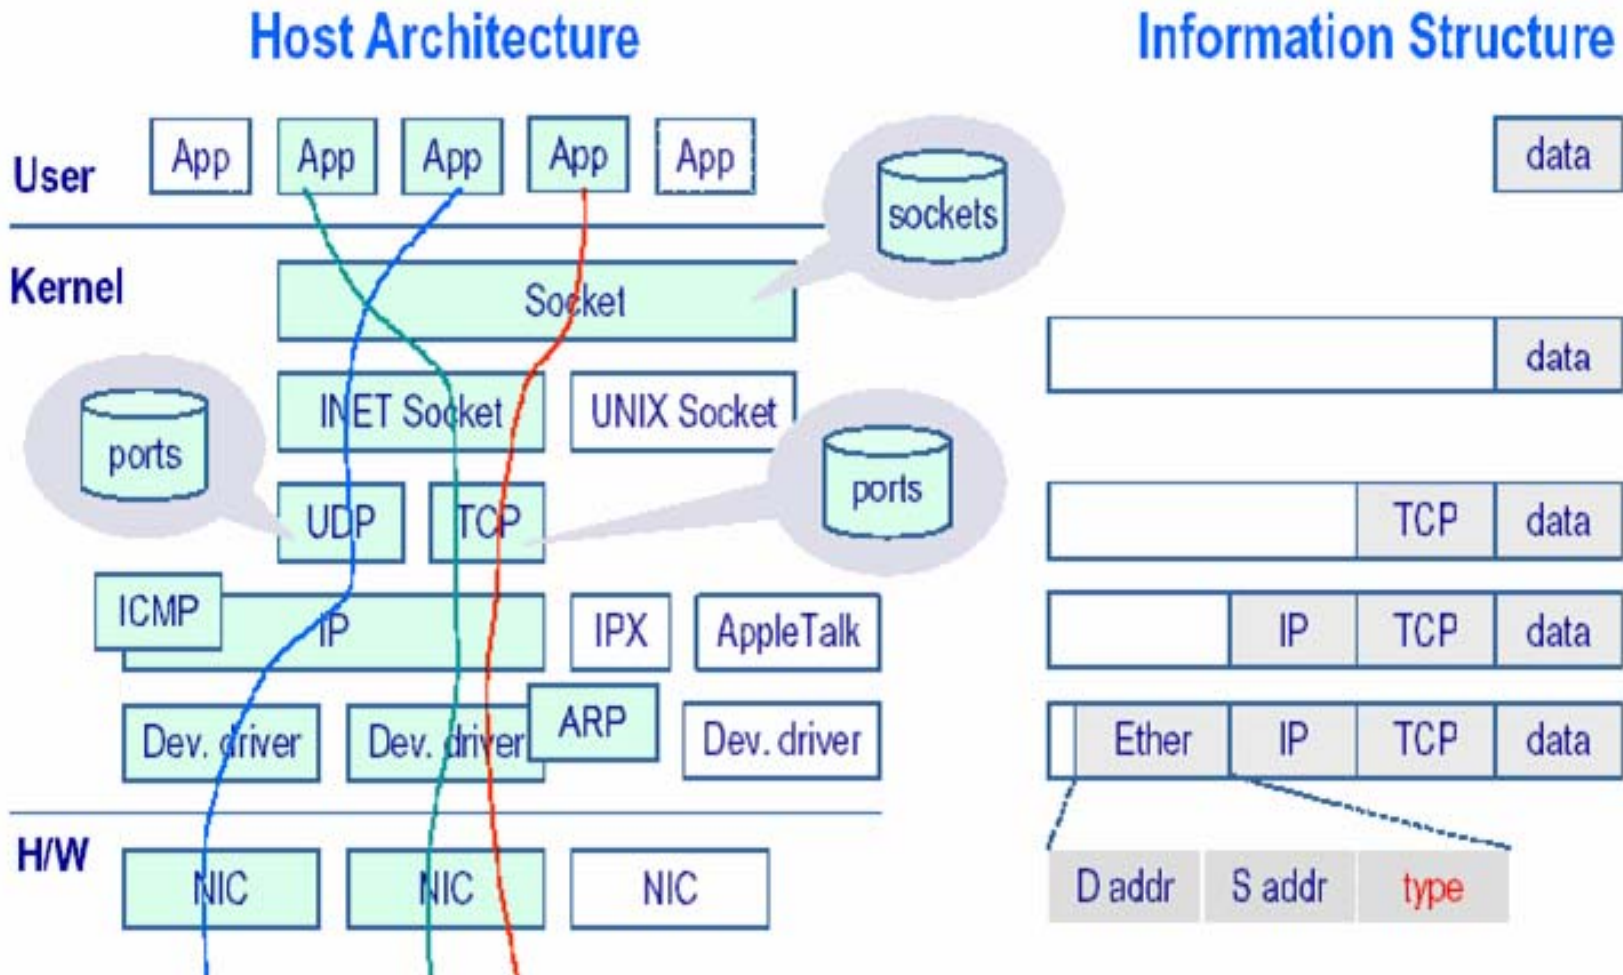 Host Architecture
Information Structure
User
App
App
App
App
App
sockets
data
Kernel
Socket
data
INET Socket
UNIX Socket
ports
ports
UDP
TCP
TCP
data
ICMP
IP
IPX
AppleTalk
IP
TCP
data
Dev. driver
Dev. driver
ARP
Dev. driver
Ether
IP
TCP
data
H/W
NIC
NIC
NIC
D addr
S addr
type